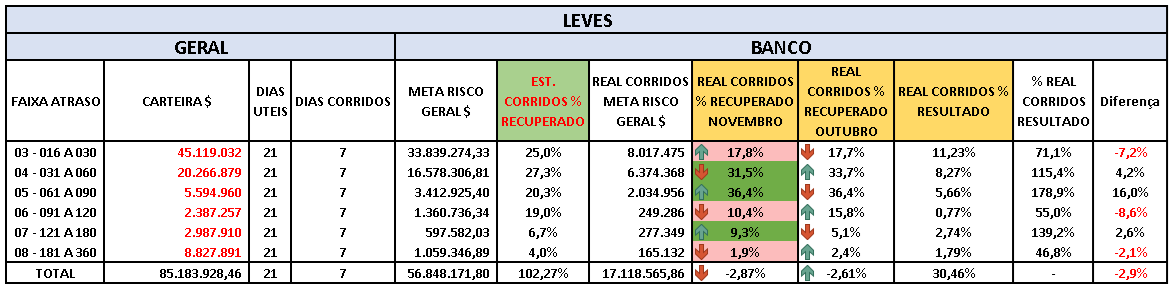 LEVES
GERAL BANCO
FAIXA ATRASO CARTEIRA $ DIAS UTEIS DIAS CORRIDOS META RISCO GERAL $ EST. CORRIDOS % RECUPERADO REAL CORRIDOS META RISCO GERAL $ REAL CORRIDOS % RECUPERADO NOVEMBRO REAL CORRIDOS % RECUPERADO OUTUBRO REAL CORRIDOS % RESULTADO % REAL CORRIDOS RESULTADO Diferença
03 - 016 A 030 45.119.032 21 7 33.839.274,33 25,0% 8.017.475 17,8% 17,7% 11,23% 71,1% -7,2%
04 - 031 A 060 20.266.879 21 7 16.578.306,81 27,3% 6.374.368 31,5% 33,7% 8,27% 115,4% 4,2%
05 - 061 A 090 5.594.960 21 7 3.412.925,40 20,3% 2.034.956 36,4% 36,4% 5,66% 178,9% 16,0%
06 - 091 A 120 2.387.257 21 7 1.360.736,34 19,0% 249.286 10,4% 15,8% 0,77% 55,0% -8,6%
07 - 121 A 180 2.987.910 21 7 597.582,03 6,7% 277.349 9,3% 5,1% 2,74% 139,2% 2,6%
08 - 181 A 360 8.827.891 21 7 1.059.346,89 4,0% 165.132 1,9% 2,4% 1,79% 46,8% -2,1%
TOTAL 85.183.928,46 21 7 56.848.171,80 102,27% 17.118.565,86 -2,87% -2,61% 30,46% - -2,9%